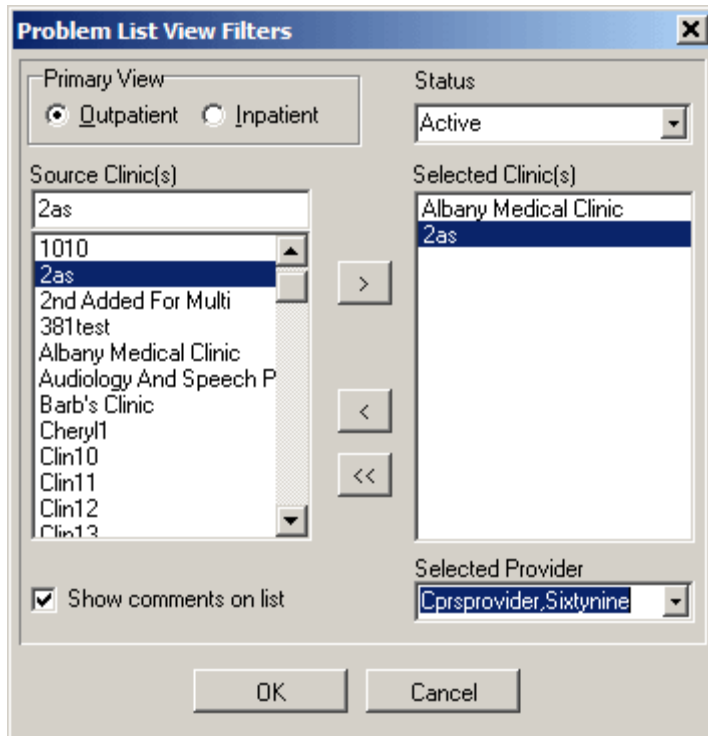 Problem List View Filters
Primary View
Outpatient
Inpatient
Status
Active
Source Clinic(s)
2as
1010
2as
2nd Added For Multi
381test
Albany Medical Clinic
Audiology And Speech P
Barb's Clinic
Cheryl1
Clin10
Clin11
Clin12
Clin13
>
<
<<
Selected Clinic(s)
Albany Medical Clinic
2as
Show comments on list
Selected Provider
Cprsprovider,Sixtynine
OK
Cancel